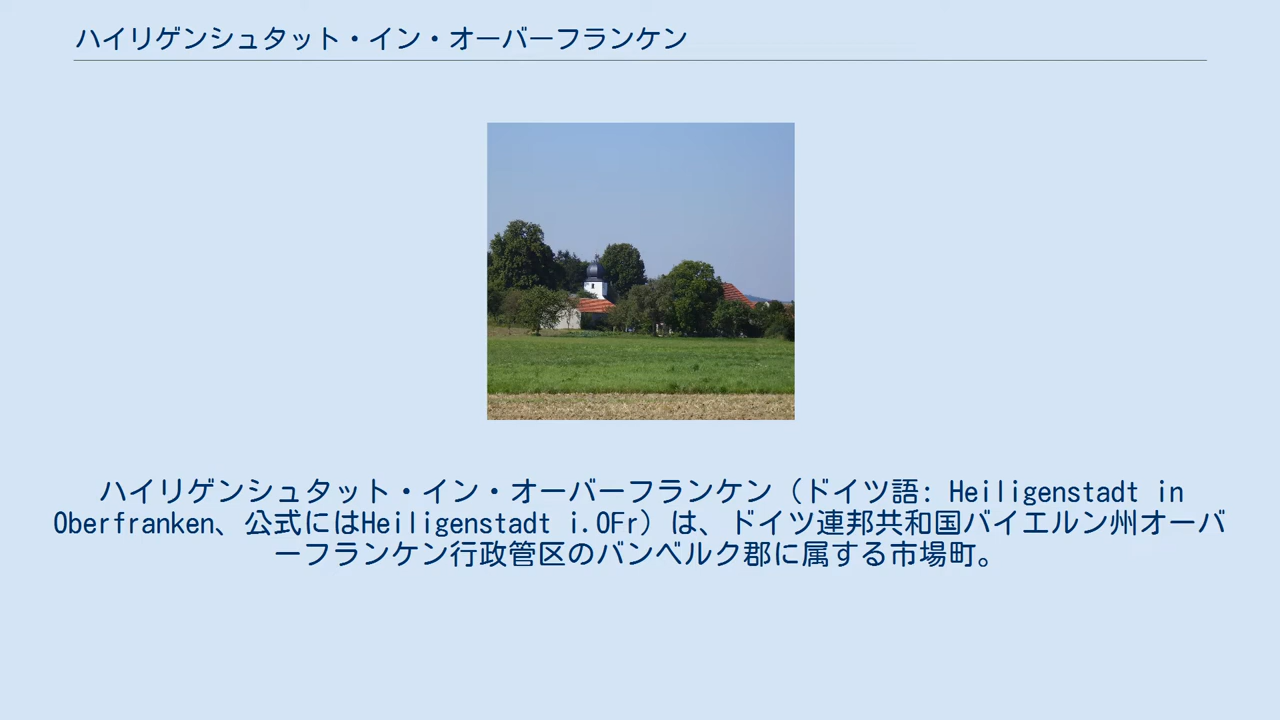 ハイリゲンシュタット・イン・オーバーフランケン
ハイリゲンシュタット・イン・オーバーフランケン（ドイツ語: Heiligenstadt in
Oberfranken、公式にはHeiligenstadt i.OFr）は、ドイツ連邦共和国バイエルン州オーバ
ーフランケン行政管区のバンベルク郡に属する市場町。